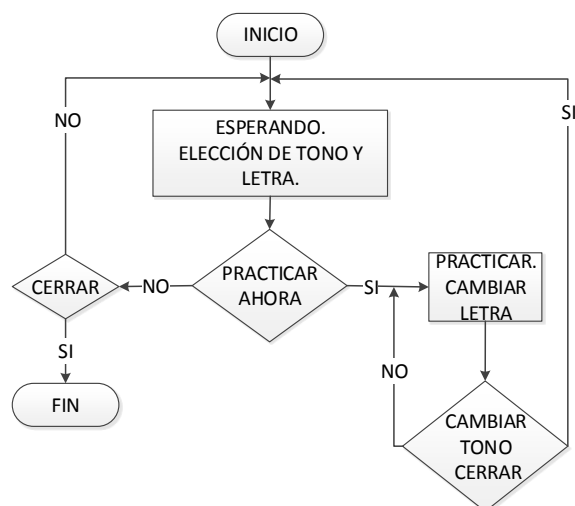 INICIO
NO
SI
ESPERANDO.
ELECCIÓN DE TONO Y
LETRA.
CERRAR
NO
PRACTICAR
AHORA
SI
PRACTICAR.
CAMBIAR
LETRA
SI
NO
FIN
CAMBIAR
TONO
CERRAR